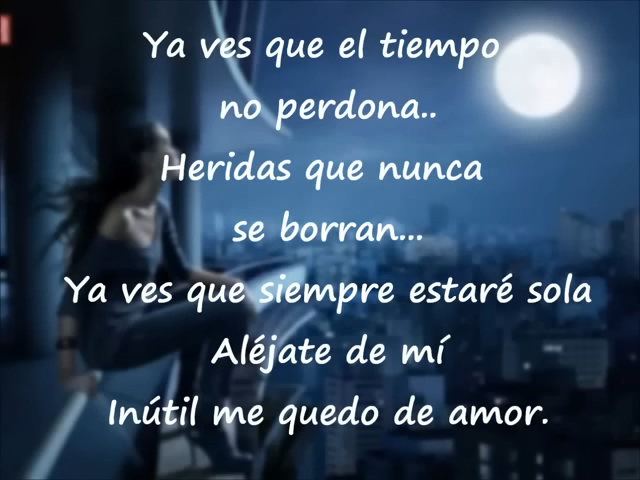 Ya ves que el tiempo
no perdona..
Heridas que nunca
se borran...
Ya ves que siempre estaré sola
Aléjate de mí
Inútil me quedo de amor.